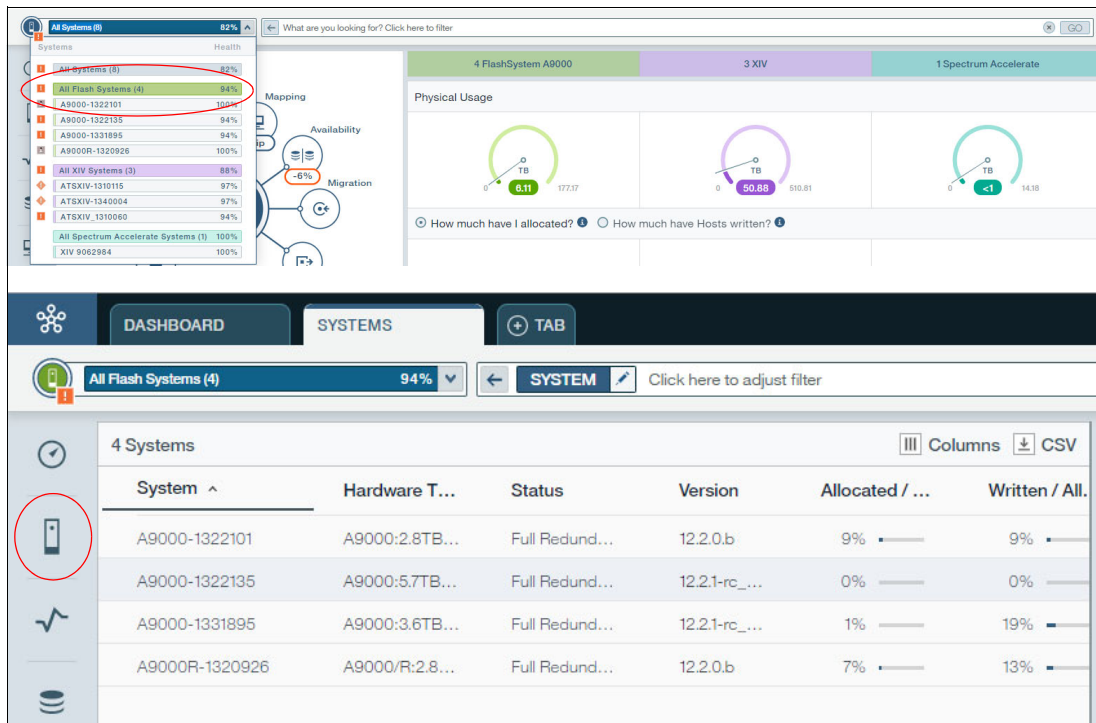 All Systems (8) 82% What are you looking for? Click here to filter GO
Systems Health
All Systems (8) 82%
All Flash Systems (4) 94%
A9000-1322101 100%
A9000-1322135 94%
A9000-1331895 94%
A9000R-1320926 100%
All XIV Systems (3) 88%
ATSXIV-1310115 97%
ATSXIV-1340004 97%
ATSXIV_1310060 94%
All Spectrum Accelerate Systems (1) 100%
XIV 9062984 100%
Mapping
Availability
-6%
Migration
4 FlashSystem A9000 3 XIV 1 Spectrum Accelerate
Physical Usage
TB TB TB
0 6.11 177.17 0 50.88 510.81 0 <1 14.18
How much have I allocated? How much have Hosts written?
DASHBOARD SYSTEMS TAB
All Flash Systems (4) 94% SYSTEM Click here to adjust filter
4 Systems Columns CSV
System Hardware T... Status Version Allocated / ... Written / All.
A9000-1322101 A9000:2.8TB... Full Redund... 12.2.0.b 9% 9%
A9000-1322135 A9000:5.7TB... Full Redund... 12.2.1-rc_... 0% 0%
A9000-1331895 A9000:3.6TB... Full Redund... 12.2.1-rc_... 1% 19%
A9000R-1320926 A9000/R:2.8... Full Redund... 12.2.0.b 7% 13%